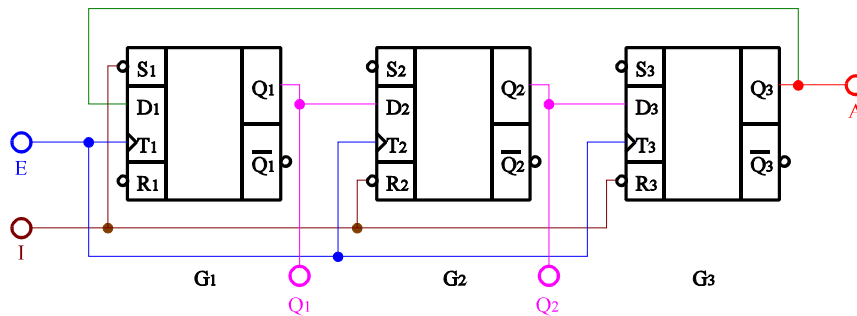 S1 S2 S3
Q1 Q2 Q3
D1 D2 D3
A
T1 T2 T3
Q̅1 Q̅2 Q̅3
E
R1 R2 R3
I
G1 G2 G3
Q1 Q2